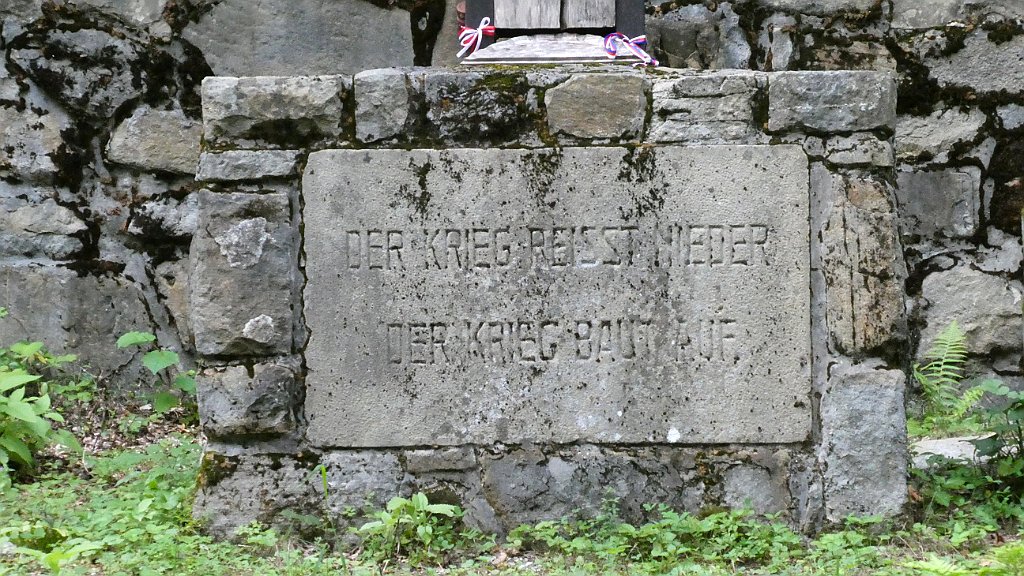 DER KRIEG REISST NIEDER
DER KRIEG BAUT AUF.